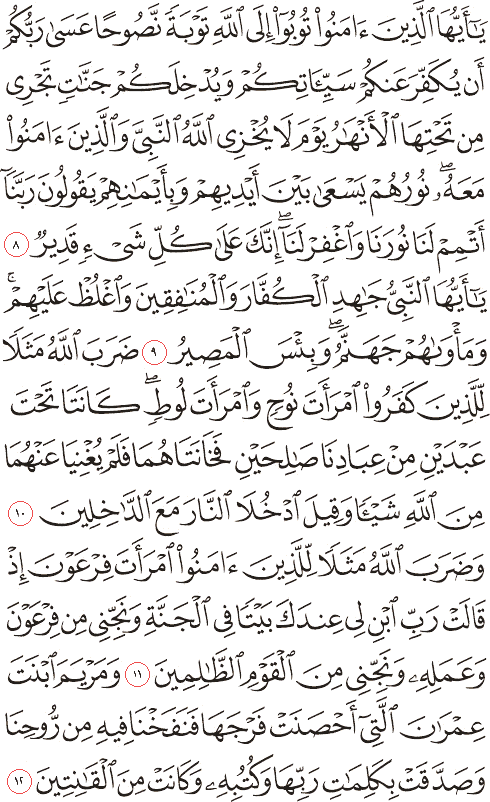 يَٰٓأَيُّهَا ٱلَّذِينَ ءَامَنُوا۟ تُوبُوٓا۟ إِلَى ٱللَّهِ تَوْبَةً نَّصُوحًا عَسَىٰ رَبُّكُمْ
أَن يُكَفِّرَ عَنكُمْ سَيِّـَٔاتِكُمْ وَيُدْخِلَكُمْ جَنَّٰتٍ تَجْرِى
مِن تَحْتِهَا ٱلْأَنْهَٰرُ يَوْمَ لَا يُخْزِى ٱللَّهُ ٱلنَّبِىَّ وَٱلَّذِينَ ءَامَنُوا۟
مَعَهُۥۖ نُورُهُمْ يَسْعَىٰ بَيْنَ أَيْدِيهِمْ وَبِأَيْمَٰنِهِمْ يَقُولُونَ رَبَّنَآ
أَتْمِمْ لَنَا نُورَنَا وَٱغْفِرْ لَنَآۖ إِنَّكَ عَلَىٰ كُلِّ شَىْءٍ قَدِيرٌ ٨
يَٰٓأَيُّهَا ٱلنَّبِىُّ جَٰهِدِ ٱلْكُفَّارَ وَٱلْمُنَٰفِقِينَ وَٱغْلُظْ عَلَيْهِمْۚ
وَمَأْوَىٰهُمْ جَهَنَّمُۖ وَبِئْسَ ٱلْمَصِيرُ ٩ ضَرَبَ ٱللَّهُ مَثَلًا
لِّلَّذِينَ كَفَرُوا۟ ٱمْرَأَتَ نُوحٍ وَٱمْرَأَتَ لُوطٍۖ كَانَتَا تَحْتَ
عَبْدَيْنِ مِنْ عِبَادِنَا صَٰلِحَيْنِ فَخَانَتَاهُمَا فَلَمْ يُغْنِيَا عَنْهُمَا
مِنَ ٱللَّهِ شَيْـًٔا وَقِيلَ ٱدْخُلَا ٱلنَّارَ مَعَ ٱلدَّٰخِلِينَ ١٠
وَضَرَبَ ٱللَّهُ مَثَلًا لِّلَّذِينَ ءَامَنُوا۟ ٱمْرَأَتَ فِرْعَوْنَ إِذْ
قَالَتْ رَبِّ ٱبْنِ لِى عِندَكَ بَيْتًا فِى ٱلْجَنَّةِ وَنَجِّنِى مِن فِرْعَوْنَ
وَعَمَلِهِۦ وَنَجِّنِى مِنَ ٱلْقَوْمِ ٱلظَّٰلِمِينَ ١١ وَمَرْيَمَ ٱبْنَتَ
عِمْرَٰنَ ٱلَّتِىٓ أَحْصَنَتْ فَرْجَهَا فَنَفَخْنَا فِيهِ مِن رُّوحِنَا
وَصَدَّقَتْ بِكَلِمَٰتِ رَبِّهَا وَكُتُبِهِۦ وَكَانَتْ مِنَ ٱلْقَٰنِتِينَ ١٢